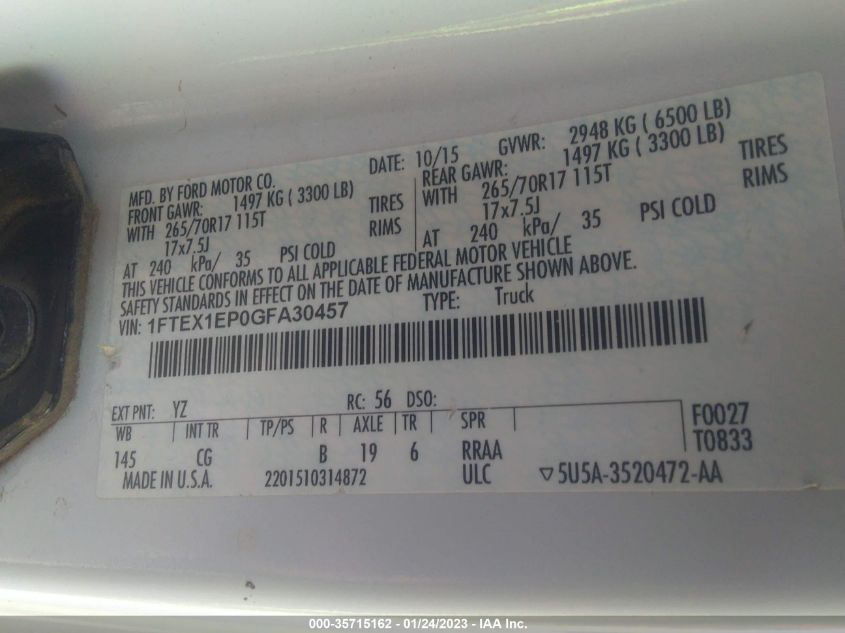 MFD. BY FORD MOTOR CO.
FRONT GAWR: 1497 KG ( 3300 LB)
WITH 265/70R17 115T TIRES
17x7.5J RIMS
AT 240 kPa/ 35 PSI COLD
DATE: 10/15 GVWR: 2948 KG ( 6500 LB)
REAR GAWR: 1497 KG ( 3300 LB)
WITH 265/70R17 115T TIRES
17x7.5J RIMS
AT 240 kPa/ 35 PSI COLD
THIS VEHICLE CONFORMS TO ALL APPLICABLE FEDERAL MOTOR VEHICLE
SAFETY STANDARDS IN EFFECT ON THE DATE OF MANUFACTURE SHOWN ABOVE.
VIN: 1FTEX1EP0GFA30457 TYPE: Truck
EXT PNT: YZ RC: 56 DSO:
WB INT TR TP/PS R AXLE TR SPR F0027
145 CG B 19 6 RRAA T0833
MADE IN U.S.A. 2201510314872 ULC ▽5U5A-3520472-AA
000-35715162 - 01/24/2023 - IAA Inc.